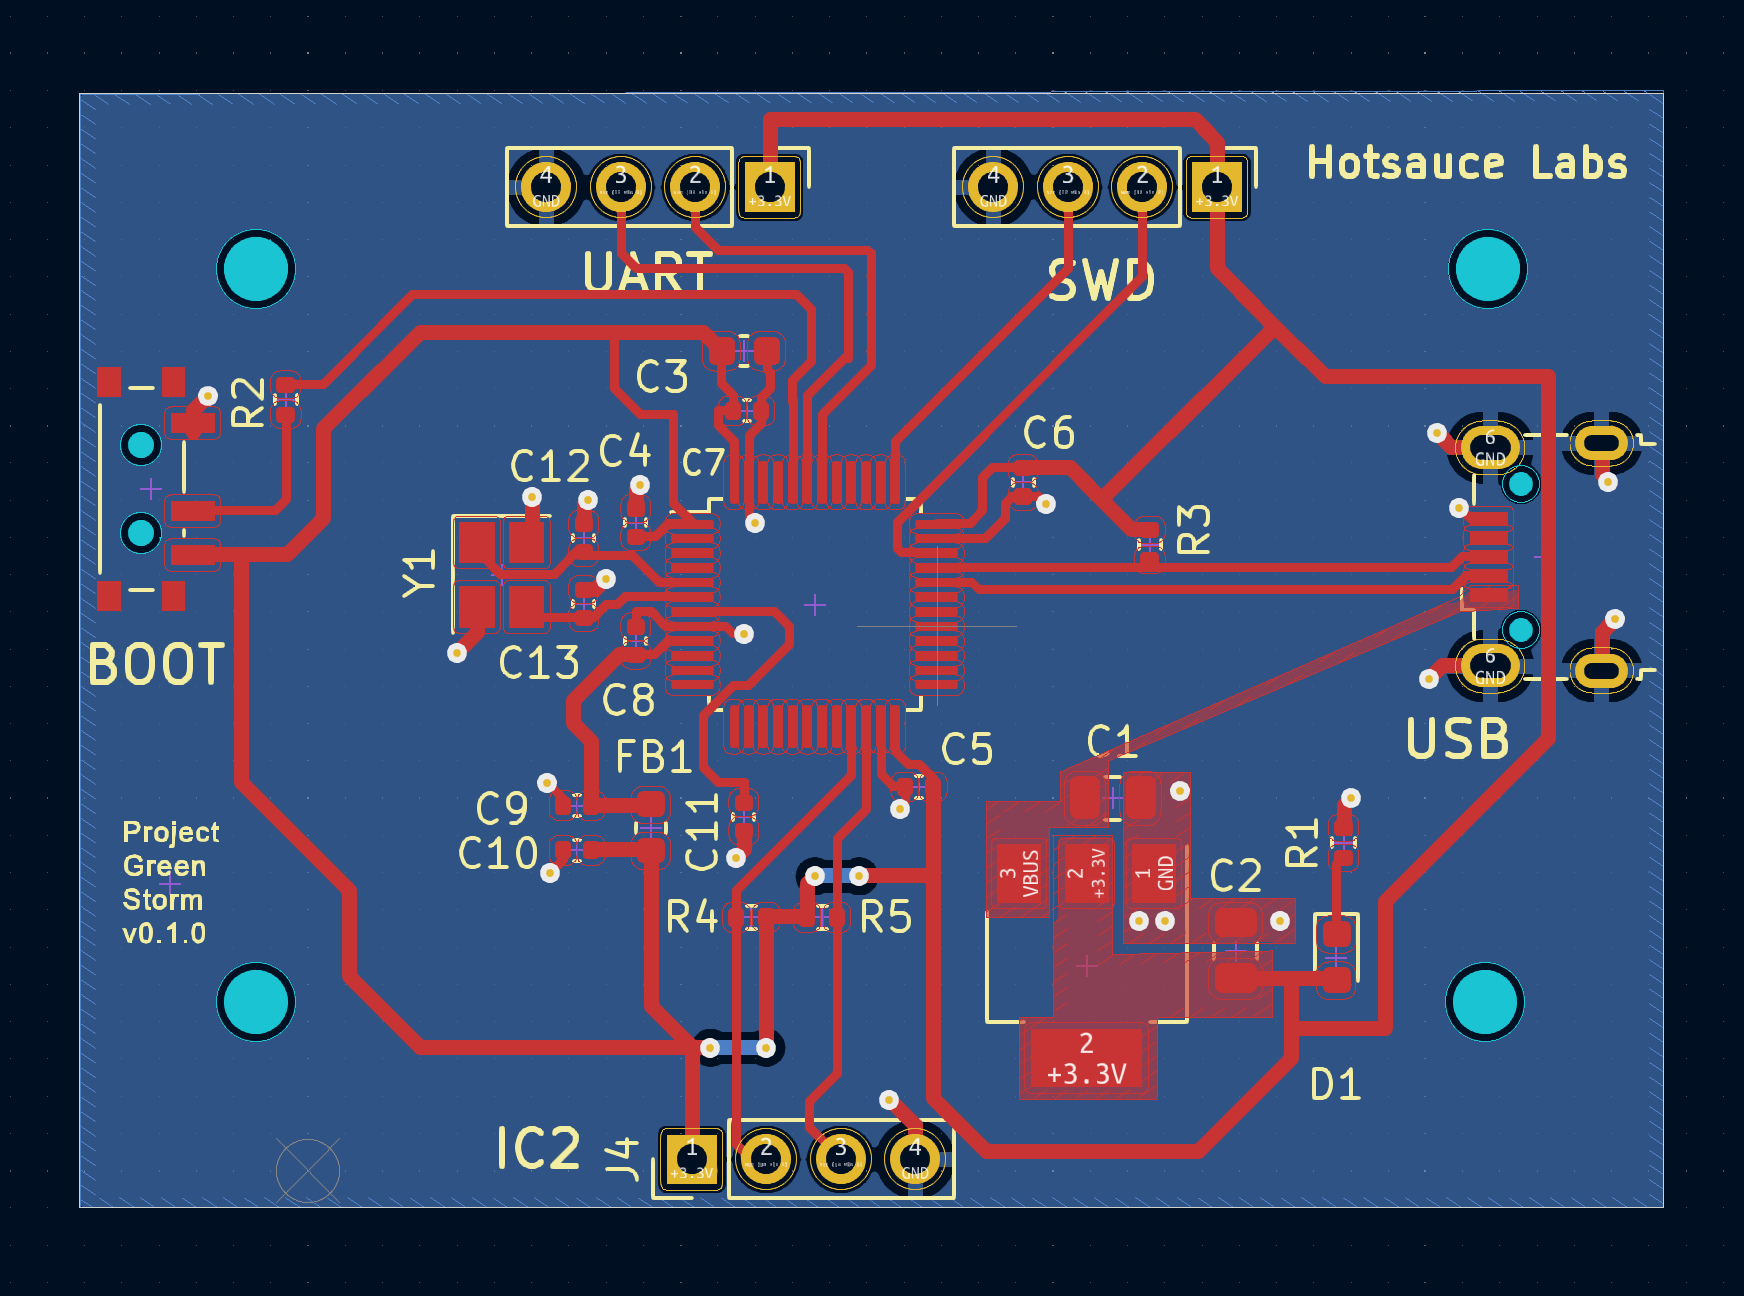 Hotsauce Labs
4
GND
3
2
1
+3.3V
4
GND
3
2
1
+3.3V
UART
SWD
C3
R2
C6
C12
C4
C7
R3
6
GND
Y1
BOOT
C13
C8
6
GND
FB1
C5
C1
USB
C9
C11
C10
Project
Green
Storm
v0.1.0
3
VBUS
2
+3.3V
1
GND
R1
C2
R4
R5
2
+3.3V
D1
IC2
J4
1
+3.3V
2
3
4
GND